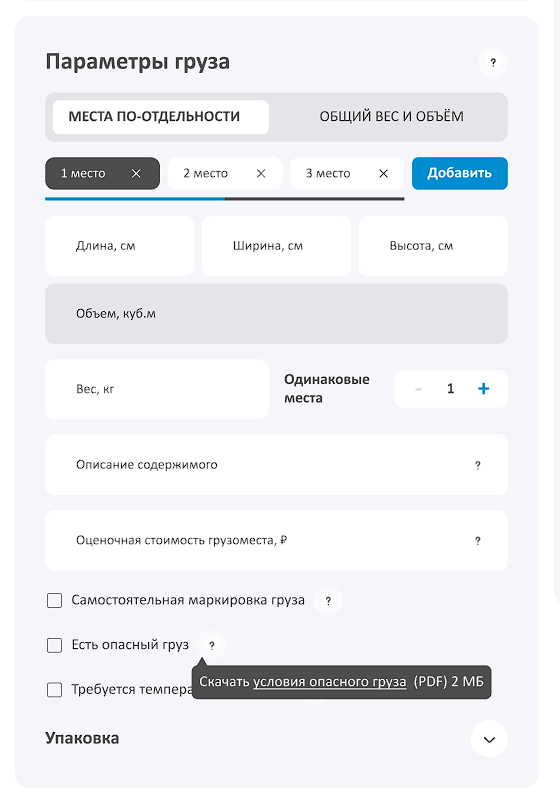 Параметры груза
?
МЕСТА ПО-ОТДЕЛЬНОСТИ
ОБЩИЙ ВЕС И ОБЪЁМ
1 место
2 место
3 место
Добавить
Длина, см
Ширина, см
Высота, см
Объем, куб.м
Вес, кг
Одинаковые
места
- 1 +
Описание содержимого
?
Оценочная стоимость грузоместа, ₽
?
Самостоятельная маркировка груза
?
Есть опасный груз
?
Скачать условия опасного груза (PDF) 2 МБ
Требуется
Упаковка